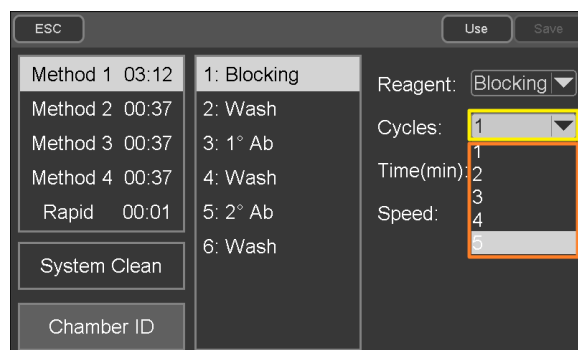 ESC
Use
Save
Method 1 03:12
Method 2 00:37
Method 3 00:37
Method 4 00:37
Rapid 00:01
System Clean
Chamber ID
1: Blocking
2: Wash
3: 1° Ab
4: Wash
5: 2° Ab
6: Wash
Reagent: Blocking
Cycles: 1
Time(min):
Speed:
1
2
3
4
5